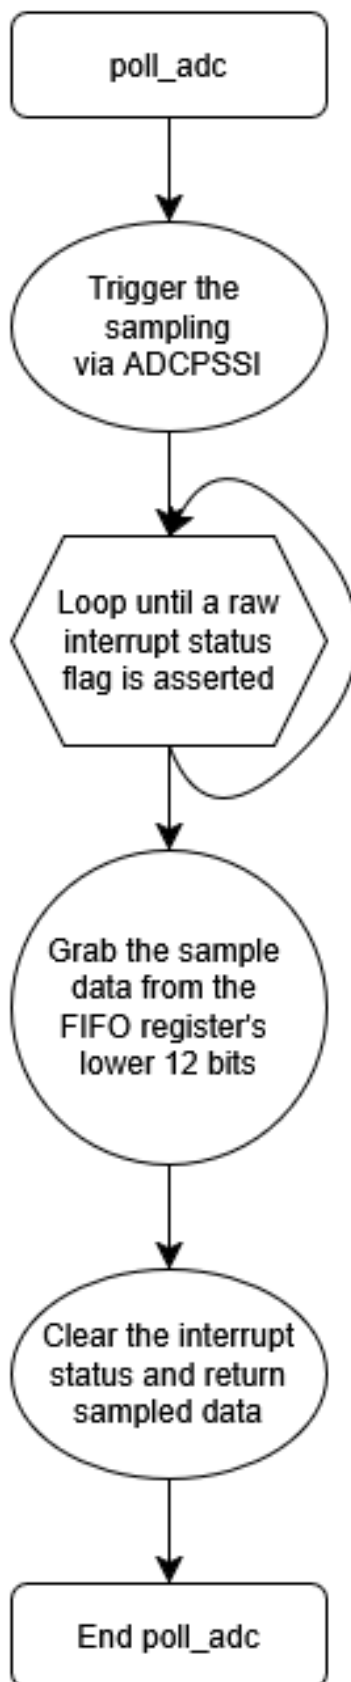 poll_adc
Trigger the
sampling
via ADCPSSI
Loop until a raw
interrupt status
flag is asserted
Grab the sample
data from the
FIFO register's
lower 12 bits
Clear the interrupt
status and return
sampled data
End poll_adc